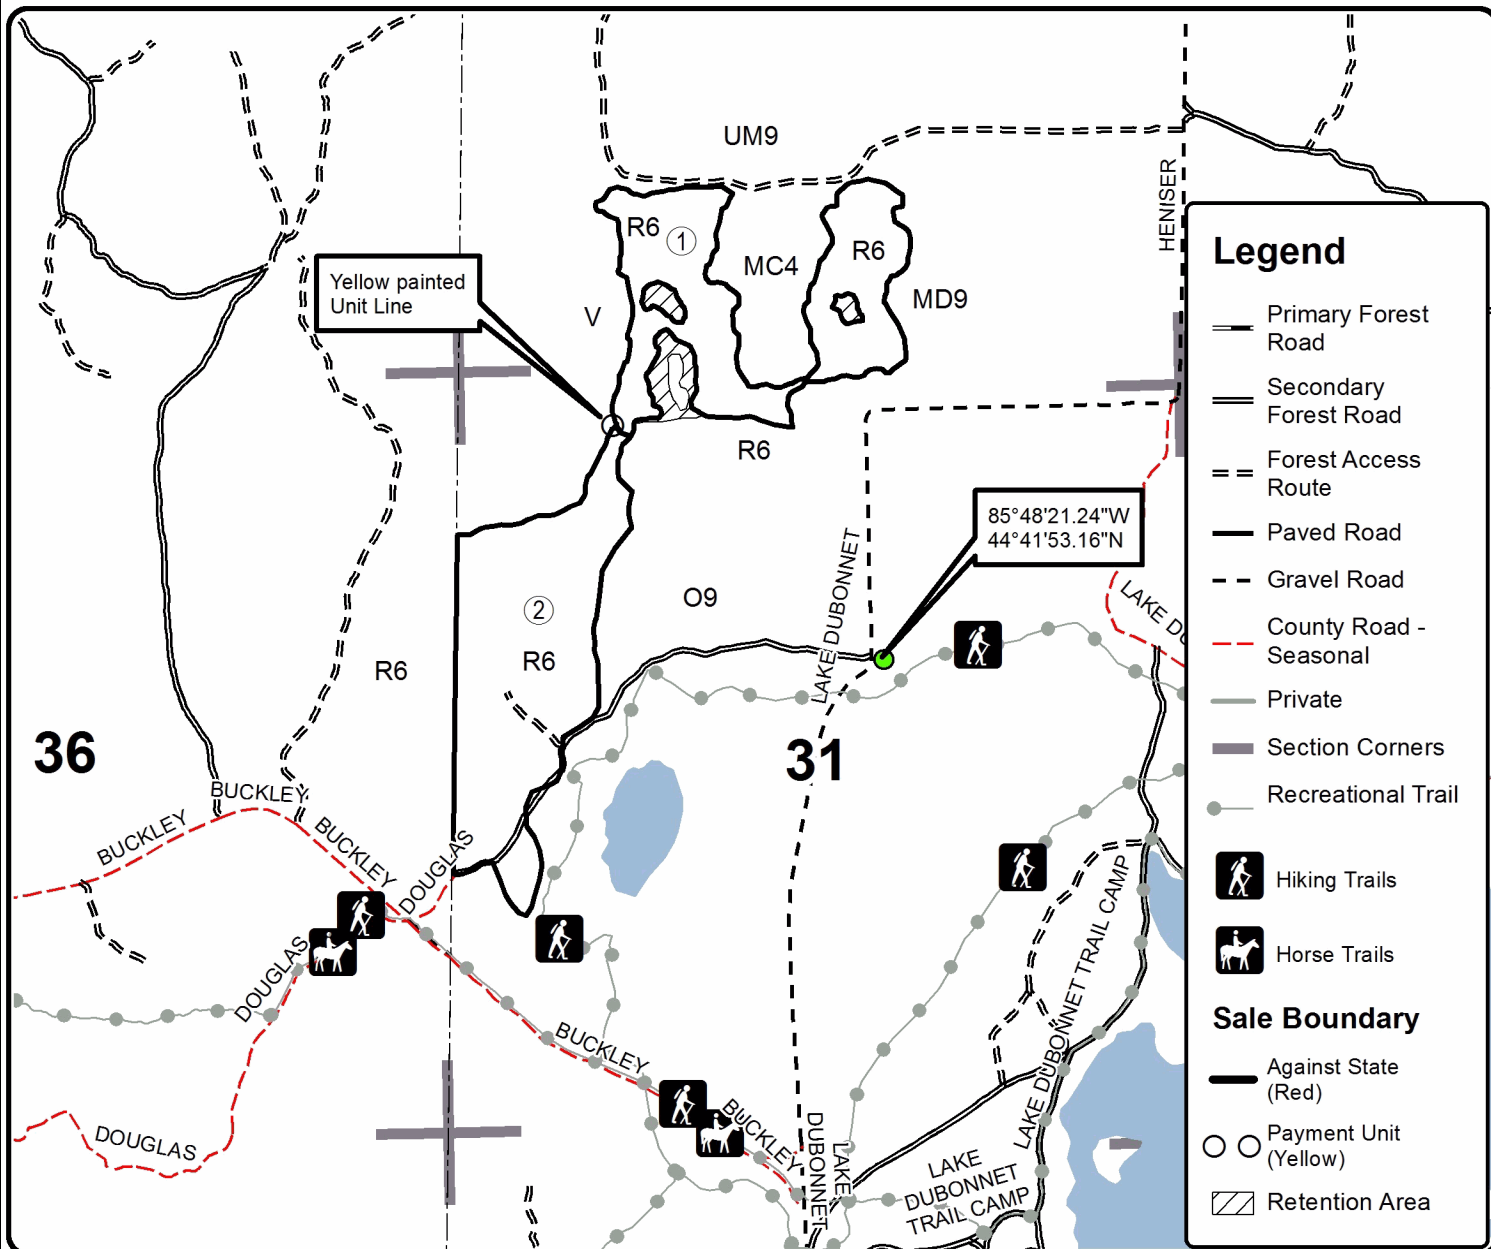 UM9
HENISER
R6
1
MC4
R6
MD9
V
Yellow painted
Unit Line
R6
85°48'21.24"W
44°41'53.16"N
LAKE DUBONNET
O9
2
R6
R6
36
31
BUCKLEY
BUCKLEY
BUCKLEY
DOUGLAS
DOUGLAS
DOUGLAS
BUCKLEY
BUCKLEY
DUBONNET
LAKE
LAKE
DUBONNET
TRAIL CAMP
LAKE DUBONNET TRAIL CAMP
LAKE
Legend
Primary Forest
Road
Secondary
Forest Road
Forest Access
Route
Paved Road
Gravel Road
County Road -
Seasonal
Private
Section Corners
Recreational Trail
Hiking Trails
Horse Trails
Sale Boundary
Against State
(Red)
Payment Unit
(Yellow)
Retention Area